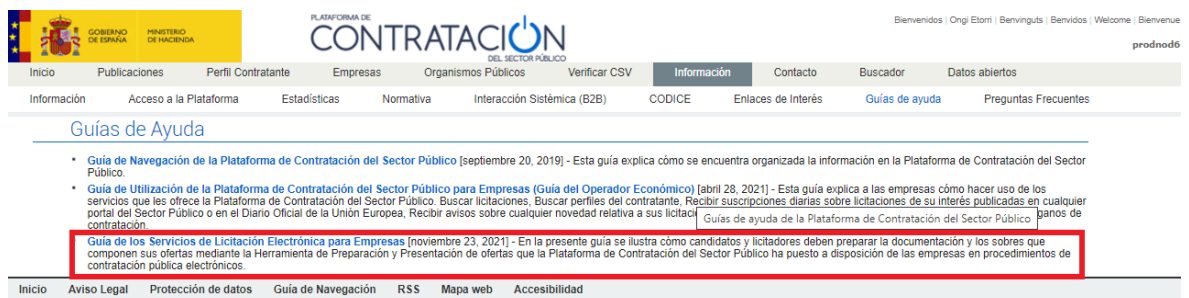 GOBIERNO
DE ESPAÑA
MINISTERIO
DE HACIENDA
PLATAFORMA DE
CONTRATACIÓN
DEL SECTOR PÚBLICO
Bienvenidos | Ongi Etorri | Benvinguts | Benvidos | Welcome | Bienvenue
prodnod6
Inicio Publicaciones Perfil Contratante Empresas Organismos Públicos Verificar CSV Información Contacto Buscador Datos abiertos
Información Acceso a la Plataforma Estadísticas Normativa Interacción Sistémica (B2B) CODICE Enlaces de Interés Guías de ayuda Preguntas Frecuentes
Guías de Ayuda
• Guía de Navegación de la Plataforma de Contratación del Sector Público [septiembre 20, 2019] - Esta guía explica cómo se encuentra organizada la información en la Plataforma de Contratación del Sector
Público.
• Guía de Utilización de la Plataforma de Contratación del Sector Público para Empresas (Guía del Operador Económico) [abril 28, 2021] - Esta guía explica a las empresas cómo hacer uso de los
servicios que les ofrece la Plataforma de Contratación del Sector Público. Buscar licitaciones, Buscar perfiles del contratante, Recibir suscripciones diarias sobre licitaciones de su interés publicadas en cualquier
portal del Sector Público o en el Diario Oficial de la Unión Europea, Recibir avisos sobre cualquier novedad relativa a sus licitaci
ganos de
contratación.
Guías de ayuda de la Plataforma de Contratación del Sector Público
Guía de los Servicios de Licitación Electrónica para Empresas [noviembre 23, 2021] - En la presente guía se ilustra cómo candidatos y licitadores deben preparar la documentación y los sobres que
componen sus ofertas mediante la Herramienta de Preparación y Presentación de ofertas que la Plataforma de Contratación del Sector Público ha puesto a disposición de las empresas en procedimientos de
contratación pública electrónicos.
Inicio Aviso Legal Protección de datos Guía de Navegación RSS Mapa web Accesibilidad